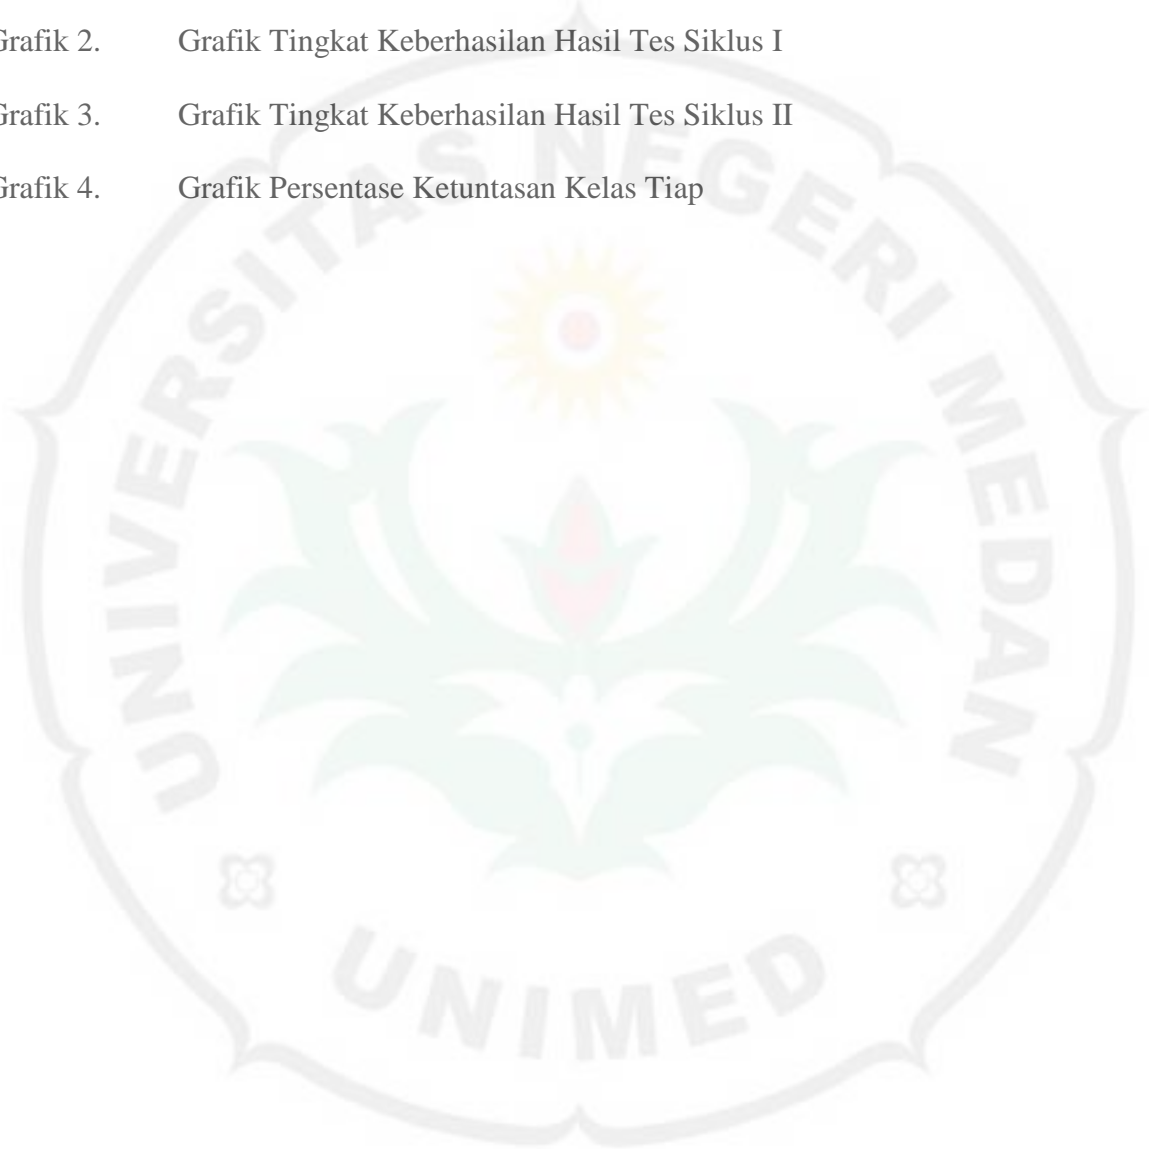 Grafik 2. Grafik Tingkat Keberhasilan Hasil Tes Siklus I
Grafik 3. Grafik Tingkat Keberhasilan Hasil Tes Siklus II
Grafik 4. Grafik Persentase Ketuntasan Kelas Tiap
UNIVERSITAS NEGERI MEDAN
UNIMED